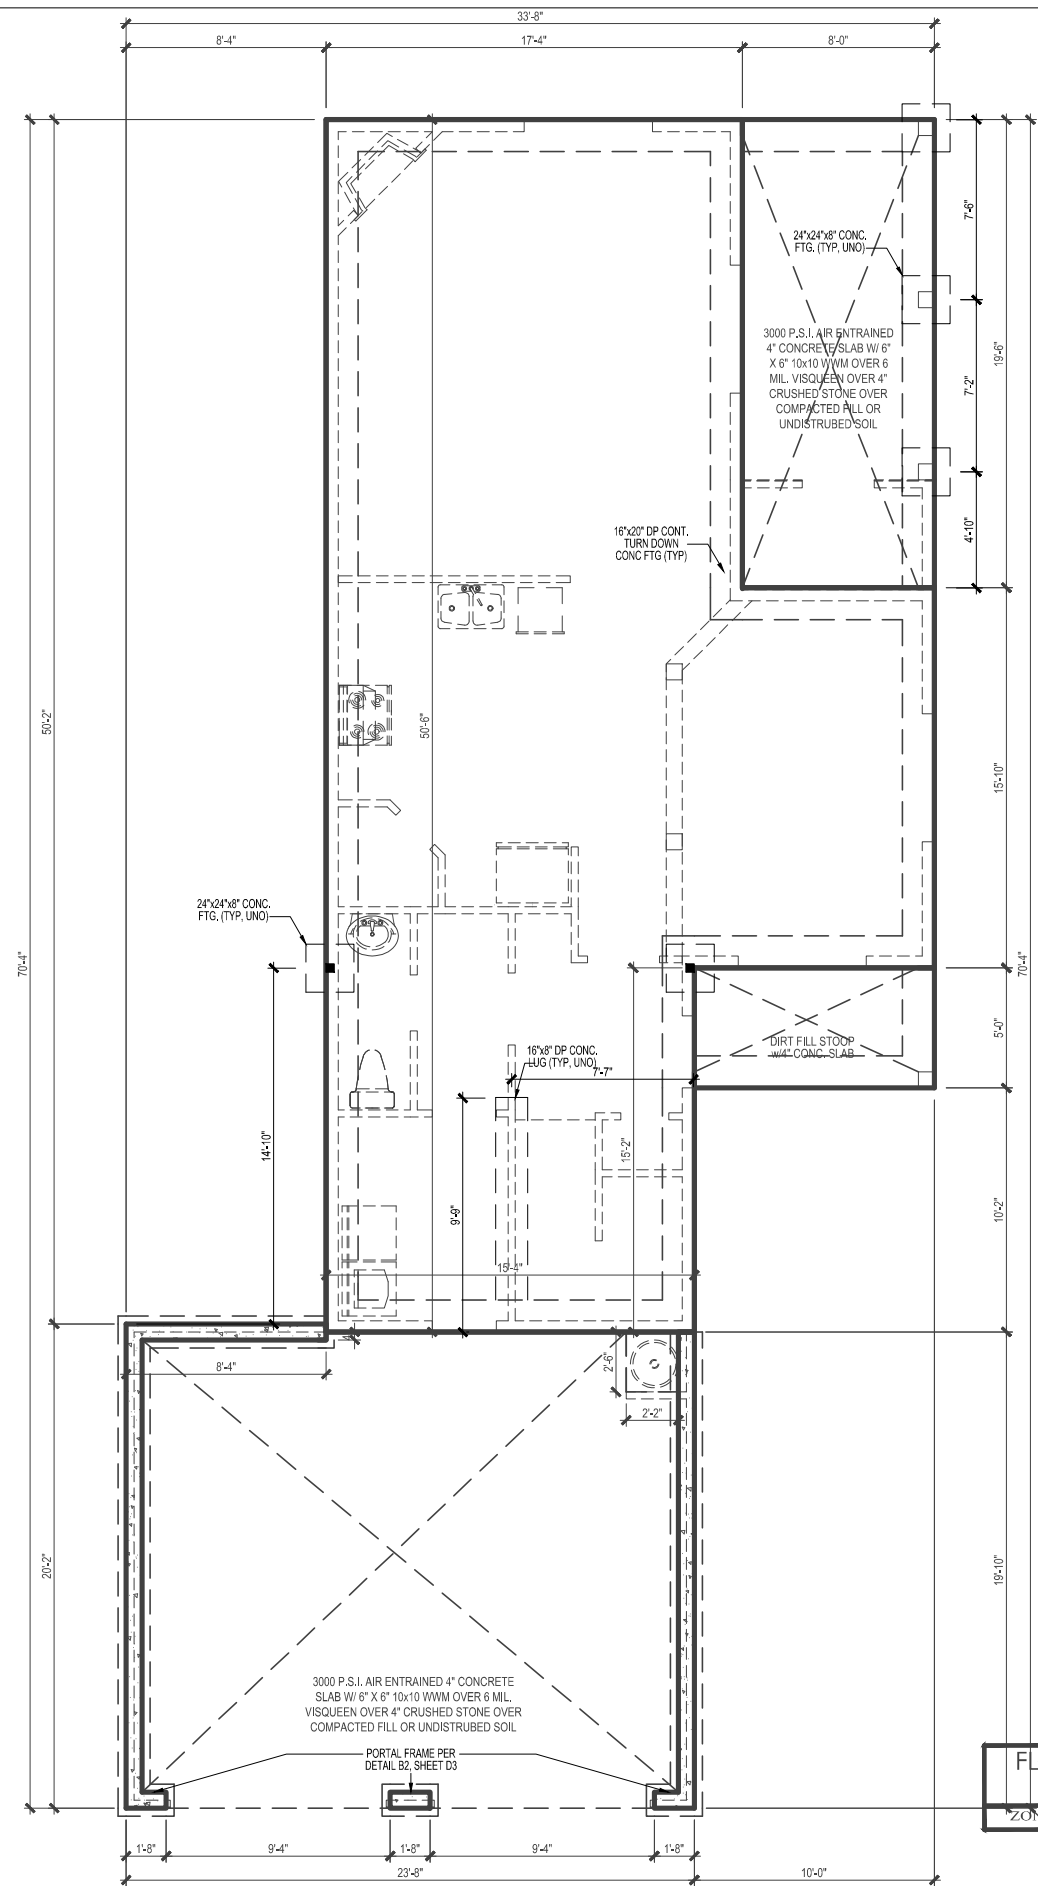 33'-8"
8'-4"
17'-4"
8'-0"
24"x24"x8" CONC.
FTG. (TYP, UNO)
7'-6"
3000 P.S.I. AIR ENTRAINED
4" CONCRETE SLAB W/ 6"
X 6" 10x10 WWM OVER 6
MIL. VISQUEEN OVER 4"
CRUSHED STONE OVER
COMPACTED FILL OR
UNDISTRUBED SOIL
19'-6"
7'-2"
4'-10"
16"x20" DP CONT.
TURN DOWN
CONC FTG (TYP)
50'-2"
50'-6"
15'-10"
24"x24"x8" CONC.
FTG. (TYP, UNO)
70'-4"
70'-4"
5'-0"
DIRT FILL STOOP
w/4" CONC. SLAB
16"x8" DP CONC.
LUG (TYP, UNO)
7'-7"
14'-10"
15'-2"
9'-9"
10'-2"
15'-4"
8'-4"
4"
2'-6"
2'-2"
20'-2"
19'-10"
3000 P.S.I. AIR ENTRAINED 4" CONCRETE
SLAB W/ 6" X 6" 10x10 WWM OVER 6 MIL.
VISQUEEN OVER 4" CRUSHED STONE OVER
COMPACTED FILL OR UNDISTRUBED SOIL
PORTAL FRAME PER
DETAIL B2, SHEET D3
FL
ZON
1'-8"
9'-4"
1'-8"
9'-4"
1'-8"
23'-8"
10'-0"